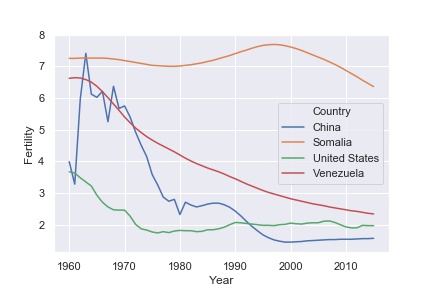 8
7
6
5
4
3
2
Fertility
1960 1970 1980 1990 2000 2010
Year
Country
China
Somalia
United States
Venezuela